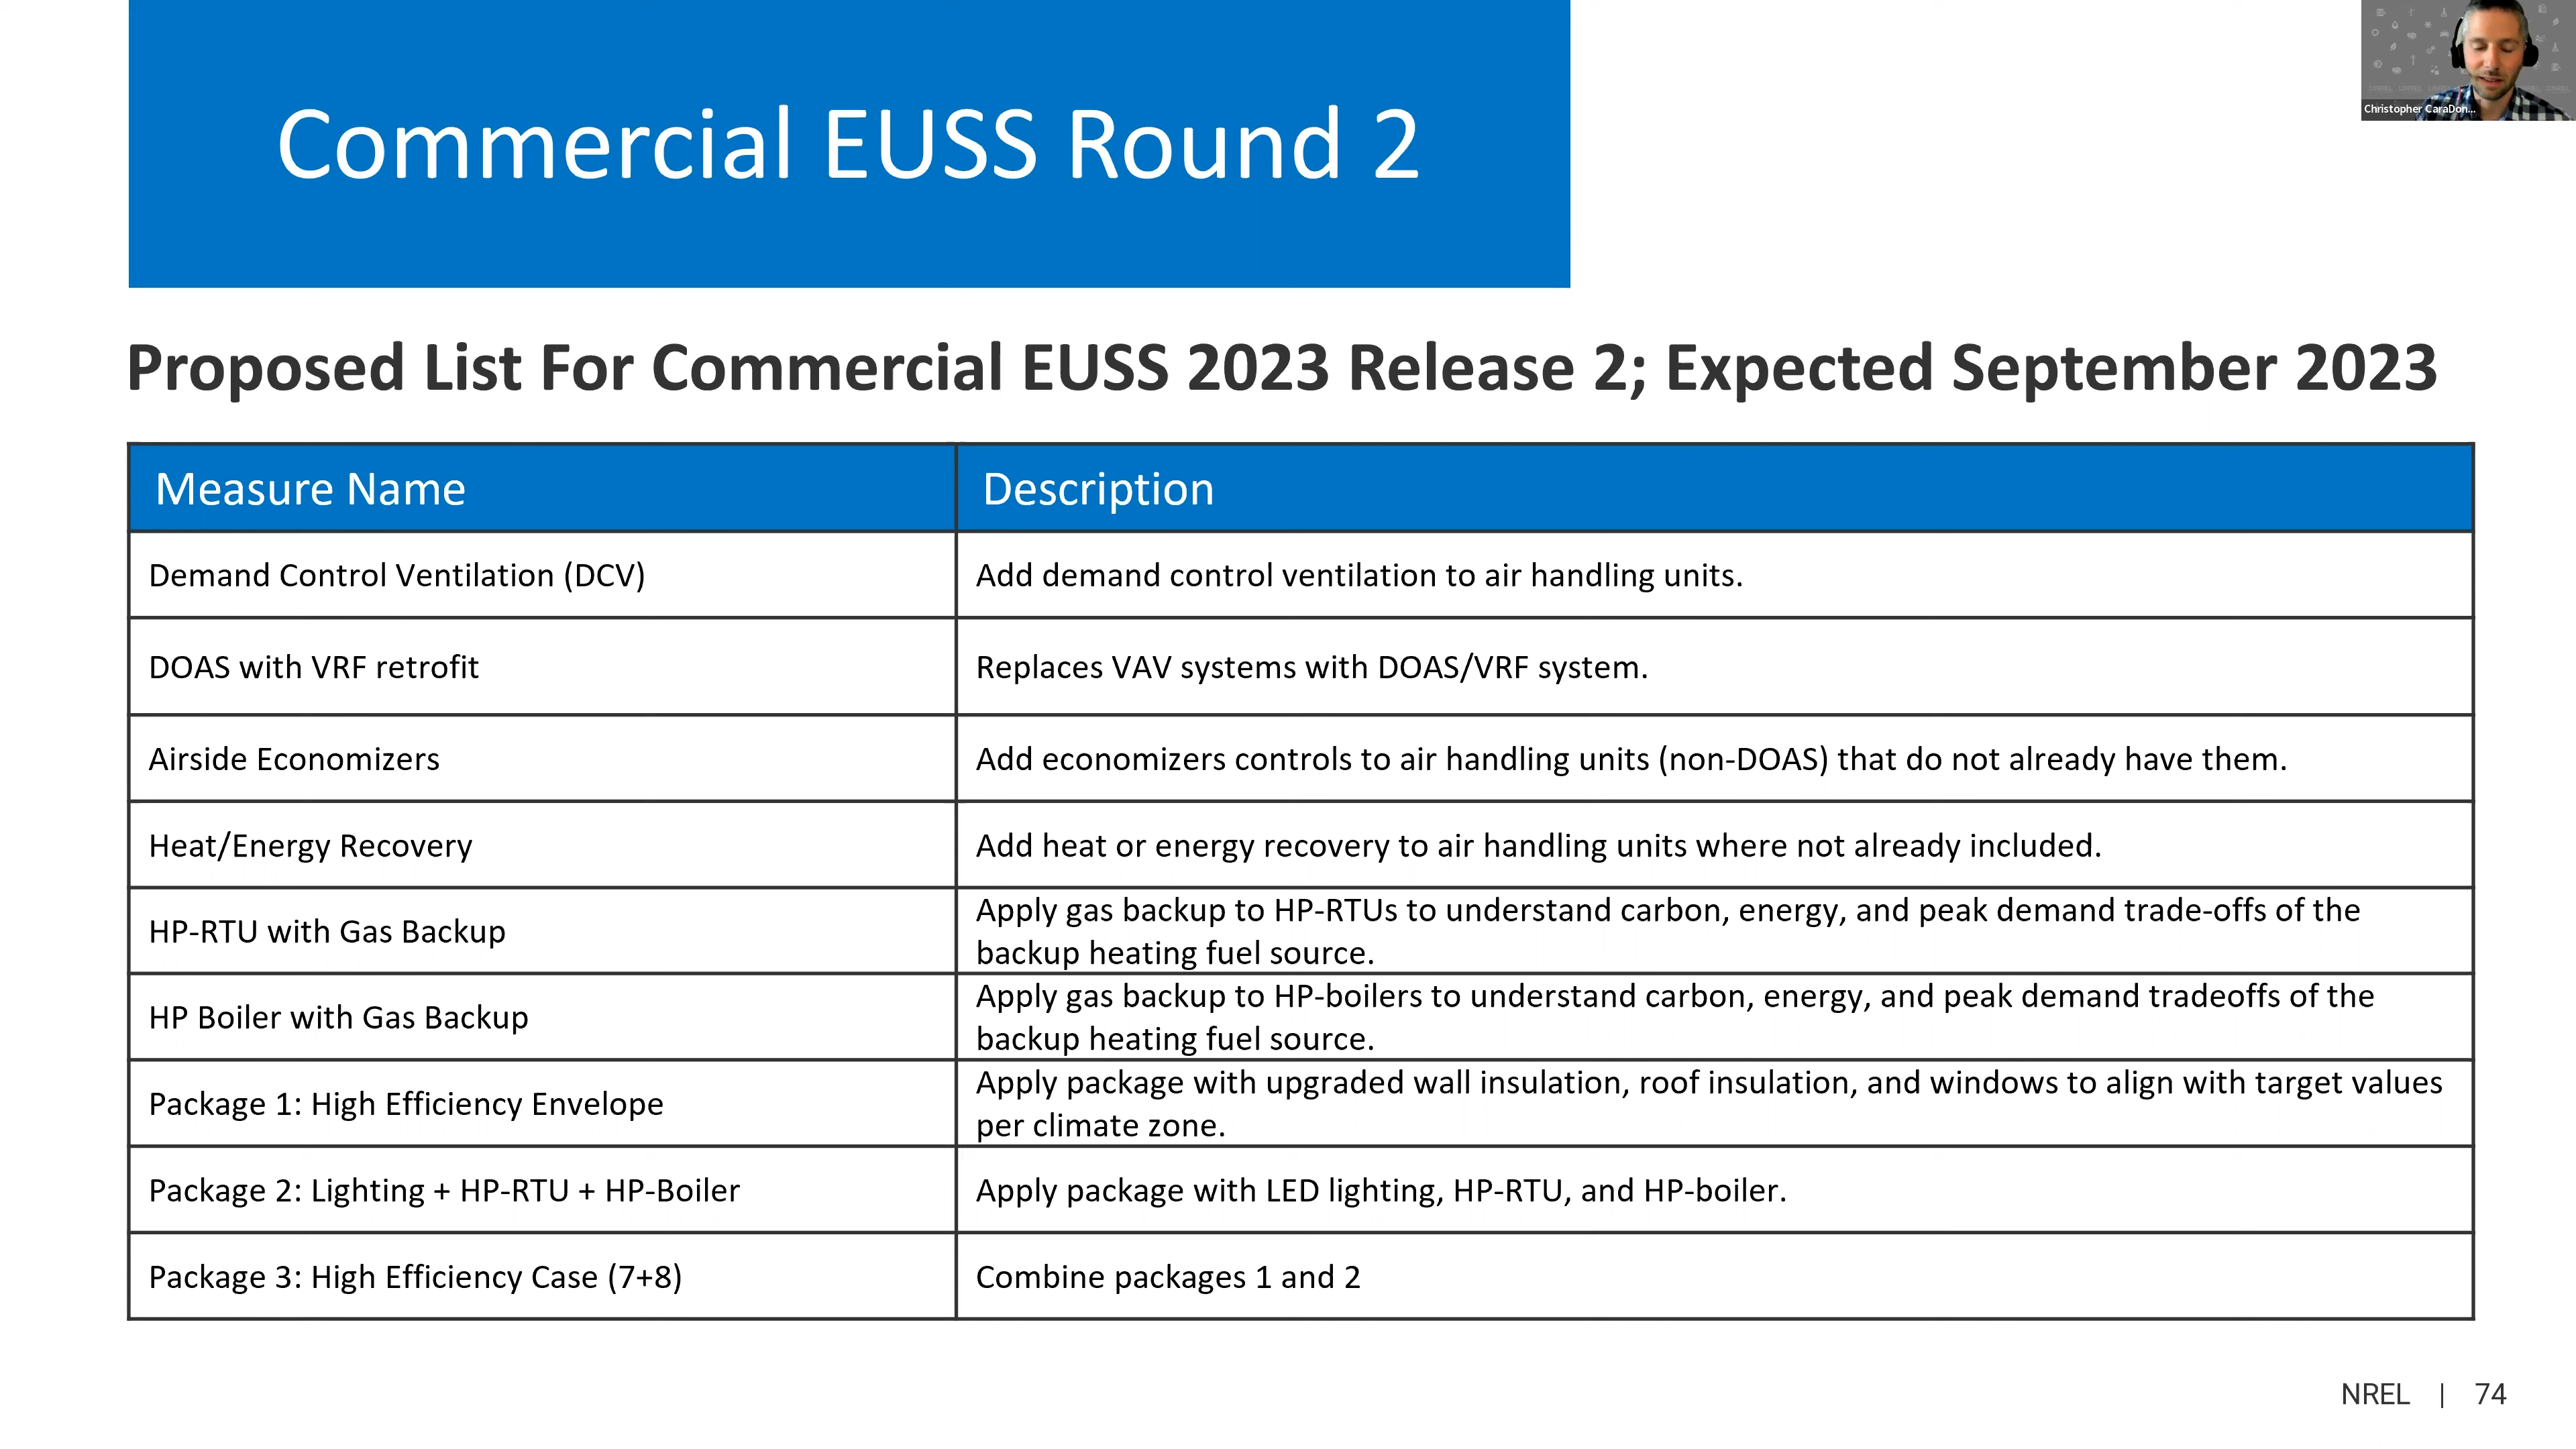 Commercial EUSS Round 2
Christopher CaraDon...
Proposed List For Commercial EUSS 2023 Release 2; Expected September 2023
Measure Name
Description
Demand Control Ventilation (DCV)
Add demand control ventilation to air handling units.
DOAS with VRF retrofit
Replaces VAV systems with DOAS/VRF system.
Airside Economizers
Add economizers controls to air handling units (non-DOAS) that do not already have them.
Heat/Energy Recovery
Add heat or energy recovery to air handling units where not already included.
HP-RTU with Gas Backup
Apply gas backup to HP-RTUs to understand carbon, energy, and peak demand trade-offs of the
backup heating fuel source.
HP Boiler with Gas Backup
Apply gas backup to HP-boilers to understand carbon, energy, and peak demand tradeoffs of the
backup heating fuel source.
Package 1: High Efficiency Envelope
Apply package with upgraded wall insulation, roof insulation, and windows to align with target values
per climate zone.
Package 2: Lighting + HP-RTU + HP-Boiler
Apply package with LED lighting, HP-RTU, and HP-boiler.
Package 3: High Efficiency Case (7+8)
Combine packages 1 and 2
NREL | 74